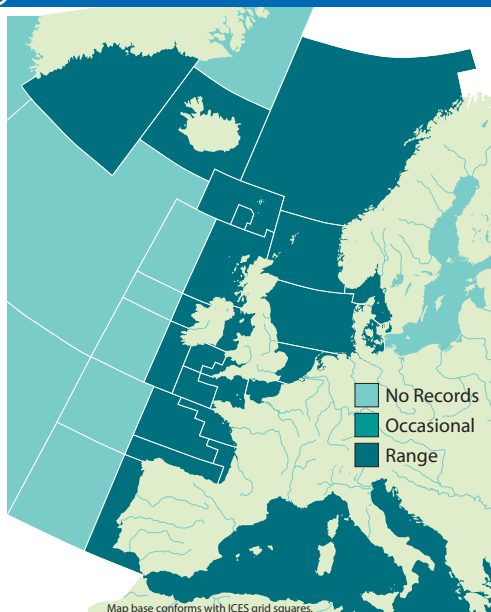 No Records
Occasional
Range
Map base conforms with ICES grid squares.